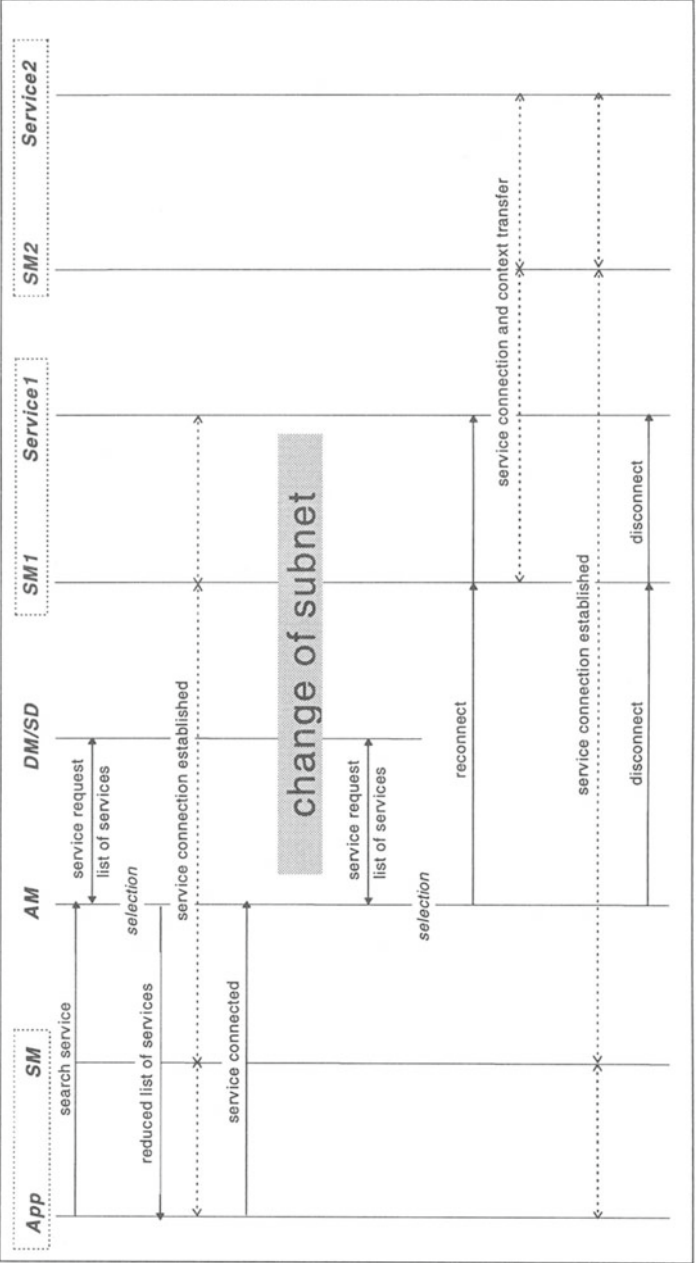 App
SM
AM
DM/SD
SM1
Service1
SM2
Service2
search service
service request
list of services
selection
reduced list of services
service connection established
service connected
change of subnet
service request
list of services
selection
reconnect
service connection and context transfer
service connection established
disconnect
disconnect